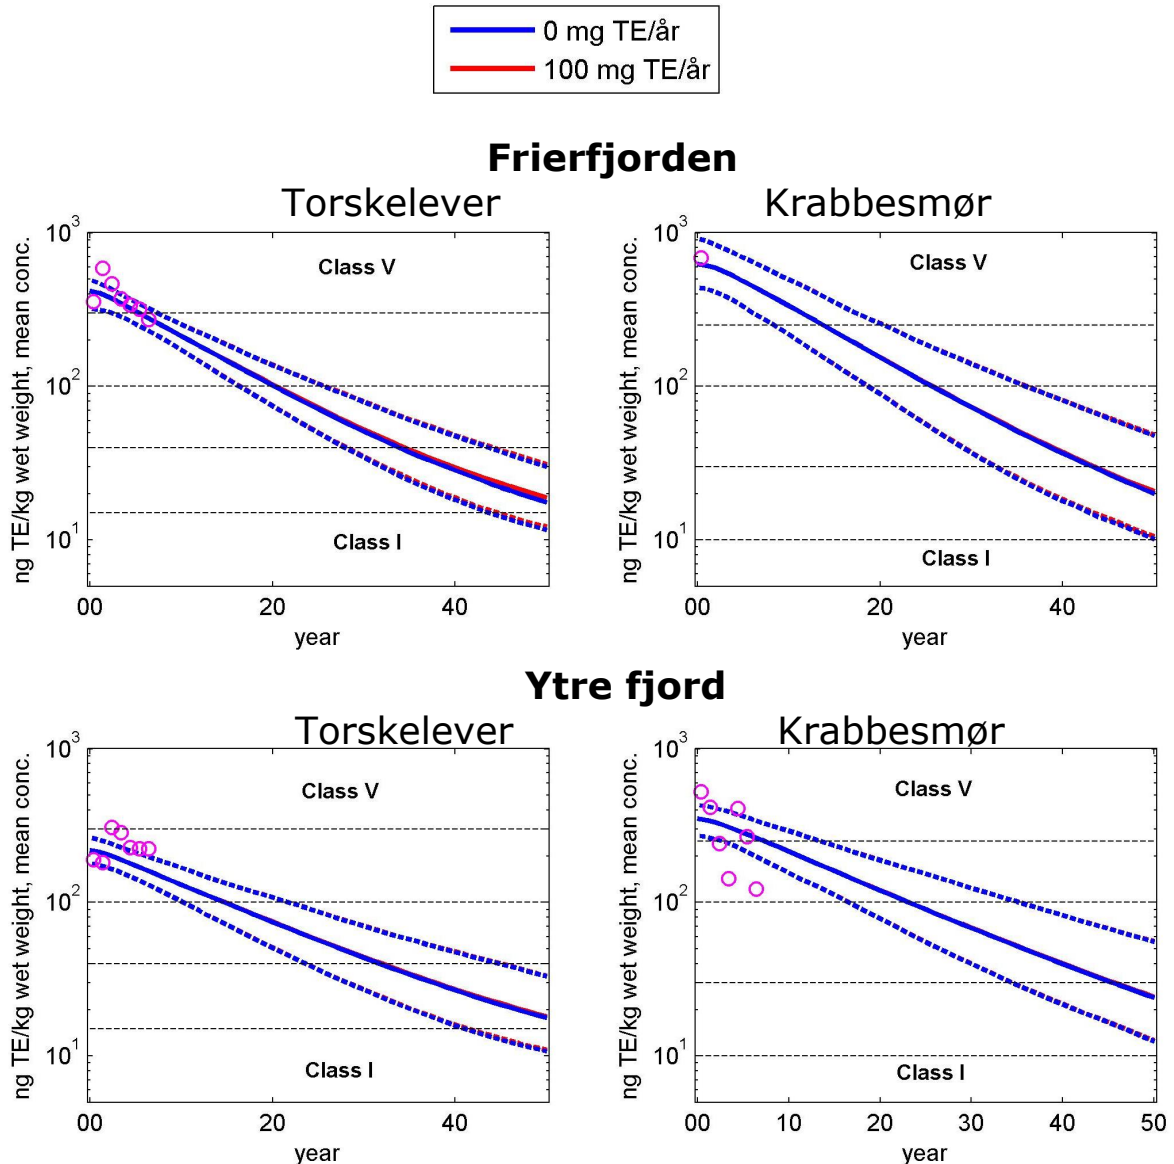 0 mg TE/år
100 mg TE/år
Frierfjorden
Torskelever
Krabbesmør
ng TE/kg wet weight, mean conc.
10³
10²
10¹
Class V
Class I
00 20 40
year
ng TE/kg wet weight, mean conc.
10³
10²
10¹
Class V
Class I
00 20 40
year
Ytre fjord
Torskelever
Krabbesmør
ng TE/kg wet weight, mean conc.
10³
10²
10¹
Class V
Class I
00 20 40
year
ng TE/kg wet weight, mean conc.
10³
10²
10¹
Class V
Class I
00 10 20 30 40 50
year